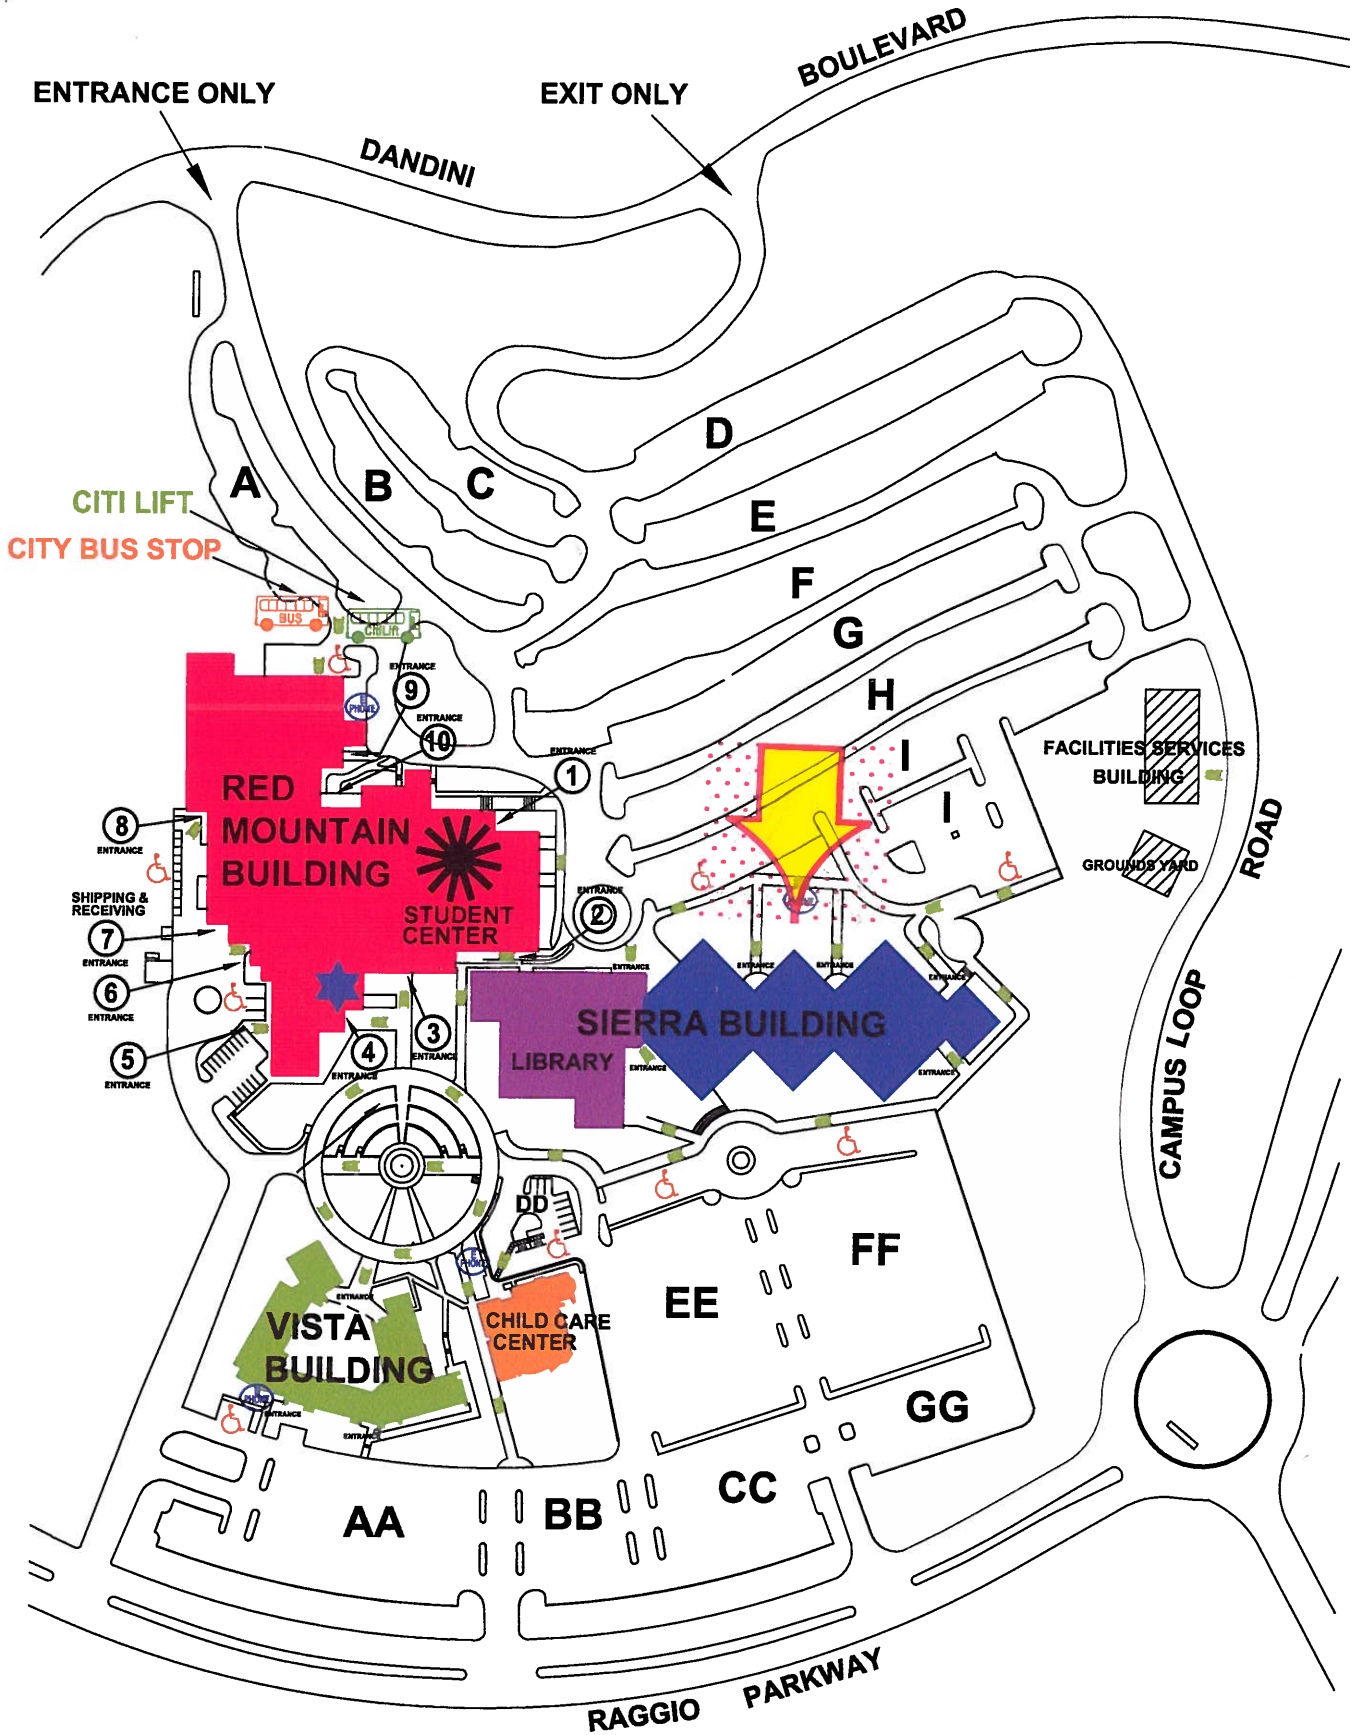 BOULEVARD
ENTRANCE ONLY
EXIT ONLY
DANDINI
D
A
B
C
CITI LIFT
E
CITY BUS STOP
F
BUS
CitiLift
G
ENTRANCE
9
H
E
PHONE
ENTRANCE
10
ENTRANCE
1
I
FACILITIES SERVICES
BUILDING
RED
MOUNTAIN
BUILDING
I
8
ENTRANCE
ROAD
GROUNDS YARD
SHIPPING &
RECEIVING
7
ENTRANCE
STUDENT
CENTER
ENTRANCE
2
ENTRANCE
ENTRANCE
ENTRANCE
ENTRANCE
6
ENTRANCE
SIERRA BUILDING
3
ENTRANCE
4
ENTRANCE
5
ENTRANCE
LIBRARY
ENTRANCE
ENTRANCE
CAMPUS LOOP
DD
FF
E
PHONE
EE
ENTRANCE
VISTA
BUILDING
CHILD CARE
CENTER
PHONE
ENTRANCE
ENTRANCE
GG
CC
AA
BB
RAGGIO PARKWAY